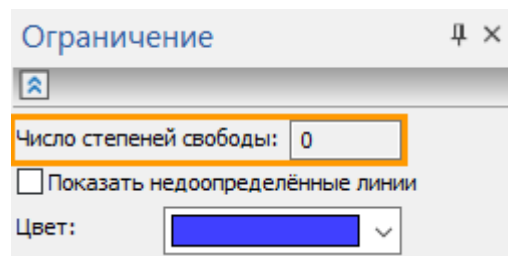 Ограничение
Число степеней свободы: 0
Показать недоопределённые линии
Цвет: